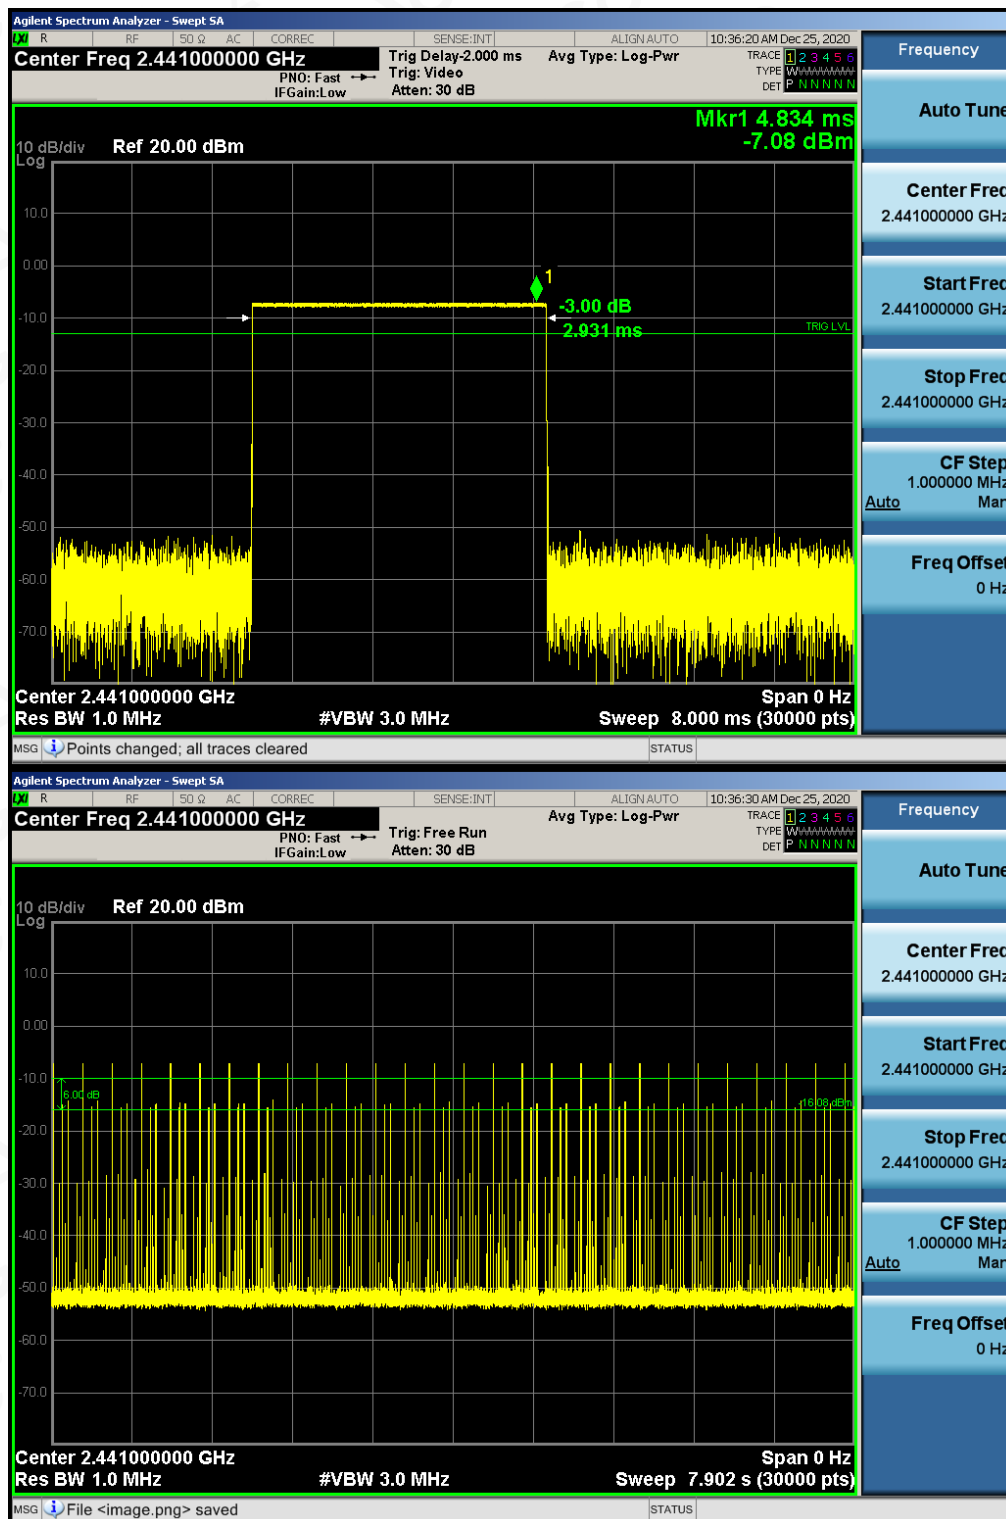 Agilent Spectrum Analyzer - Swept SA
LXI R RF 50 Ω AC CORREC SENSE:INT ALIGN AUTO 10:36:20 AM Dec 25, 2020
Center Freq 2.441000000 GHz
PNO: Fast
IFGain:Low
Trig Delay-2.000 ms
Trig: Video
Atten: 30 dB
Avg Type: Log-Pwr
TRACE 1 2 3 4 5 6
TYPE WWWWWW
DET P N N N N N
Frequency
Mkr1 4.834 ms
-7.08 dBm
10 dB/div Ref 20.00 dBm
Log
10.0
0.00
-10.0
-20.0
-30.0
-40.0
-50.0
-60.0
-70.0
1
-3.00 dB
2.931 ms
TRIG LVL
Center 2.441000000 GHz Span 0 Hz
Res BW 1.0 MHz #VBW 3.0 MHz Sweep 8.000 ms (30000 pts)
MSG Points changed; all traces cleared STATUS
Auto Tune
Center Freq
2.441000000 GHz
Start Freq
2.441000000 GHz
Stop Freq
2.441000000 GHz
CF Step
1.000000 MHz
Auto Man
Freq Offset
0 Hz
Agilent Spectrum Analyzer - Swept SA
LXI R RF 50 Ω AC CORREC SENSE:INT ALIGN AUTO 10:36:30 AM Dec 25, 2020
Center Freq 2.441000000 GHz
PNO: Fast
IFGain:Low
Trig: Free Run
Atten: 30 dB
Avg Type: Log-Pwr
TRACE 1 2 3 4 5 6
TYPE WWWWWW
DET P N N N N N
Frequency
10 dB/div Ref 20.00 dBm
Log
10.0
0.00
-10.0
-20.0
-30.0
-40.0
-50.0
-60.0
-70.0
6.00 dB
-16.08 dBm
Center 2.441000000 GHz Span 0 Hz
Res BW 1.0 MHz #VBW 3.0 MHz Sweep 7.902 s (30000 pts)
MSG File <image.png> saved STATUS
Auto Tune
Center Freq
2.441000000 GHz
Start Freq
2.441000000 GHz
Stop Freq
2.441000000 GHz
CF Step
1.000000 MHz
Auto Man
Freq Offset
0 Hz